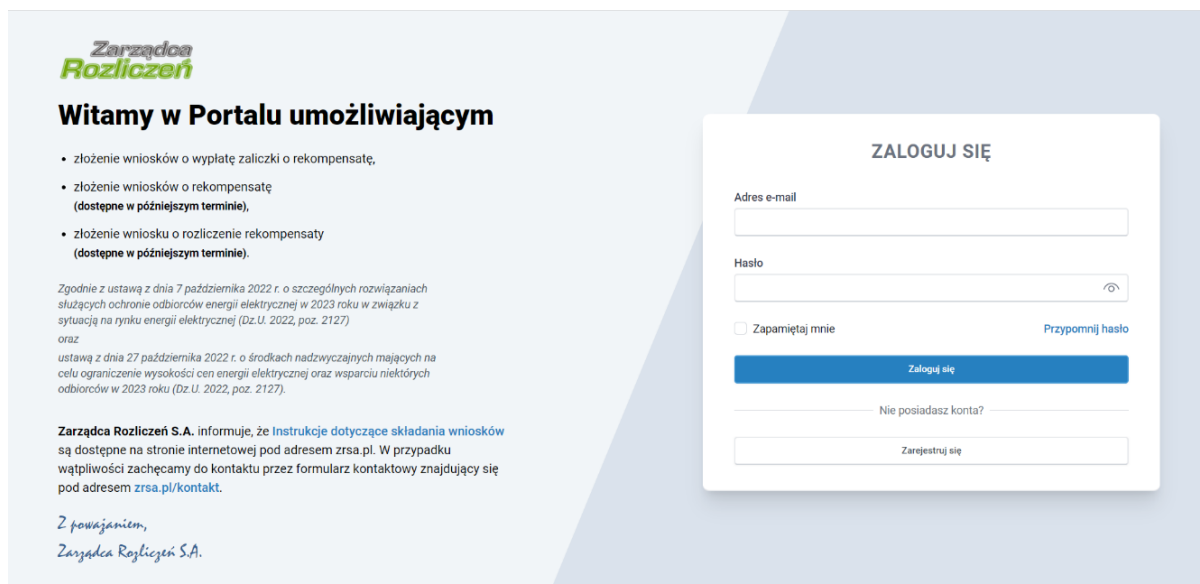 Zarządca
Rozliczeń
Witamy w Portalu umożliwiającym
• złożenie wniosków o wypłatę zaliczki o rekompensatę,
• złożenie wniosków o rekompensatę
(dostępne w późniejszym terminie),
• złożenie wniosku o rozliczenie rekompensaty
(dostępne w późniejszym terminie).
Zgodnie z ustawą z dnia 7 października 2022 r. o szczególnych rozwiązaniach
służących ochronie odbiorców energii elektrycznej w 2023 roku w związku z
sytuacją na rynku energii elektrycznej (Dz.U. 2022, poz. 2127)
oraz
ustawą z dnia 27 października 2022 r. o środkach nadzwyczajnych mających na
celu ograniczenie wysokości cen energii elektrycznej oraz wsparciu niektórych
odbiorców w 2023 roku (Dz.U. 2022, poz. 2127).
Zarządca Rozliczeń S.A. informuje, że Instrukcje dotyczące składania wniosków
są dostępne na stronie internetowej pod adresem zrsa.pl. W przypadku
wątpliwości zachęcamy do kontaktu przez formularz kontaktowy znajdujący się
pod adresem zrsa.pl/kontakt.
Z powajaniem,
Zarządca Rozliczeń S.A.
ZALOGUJ SIĘ
Adres e-mail
Hasło
Zapamiętaj mnie
Przypomnij hasło
Zaloguj się
Nie posiadasz konta?
Zarejestruj się